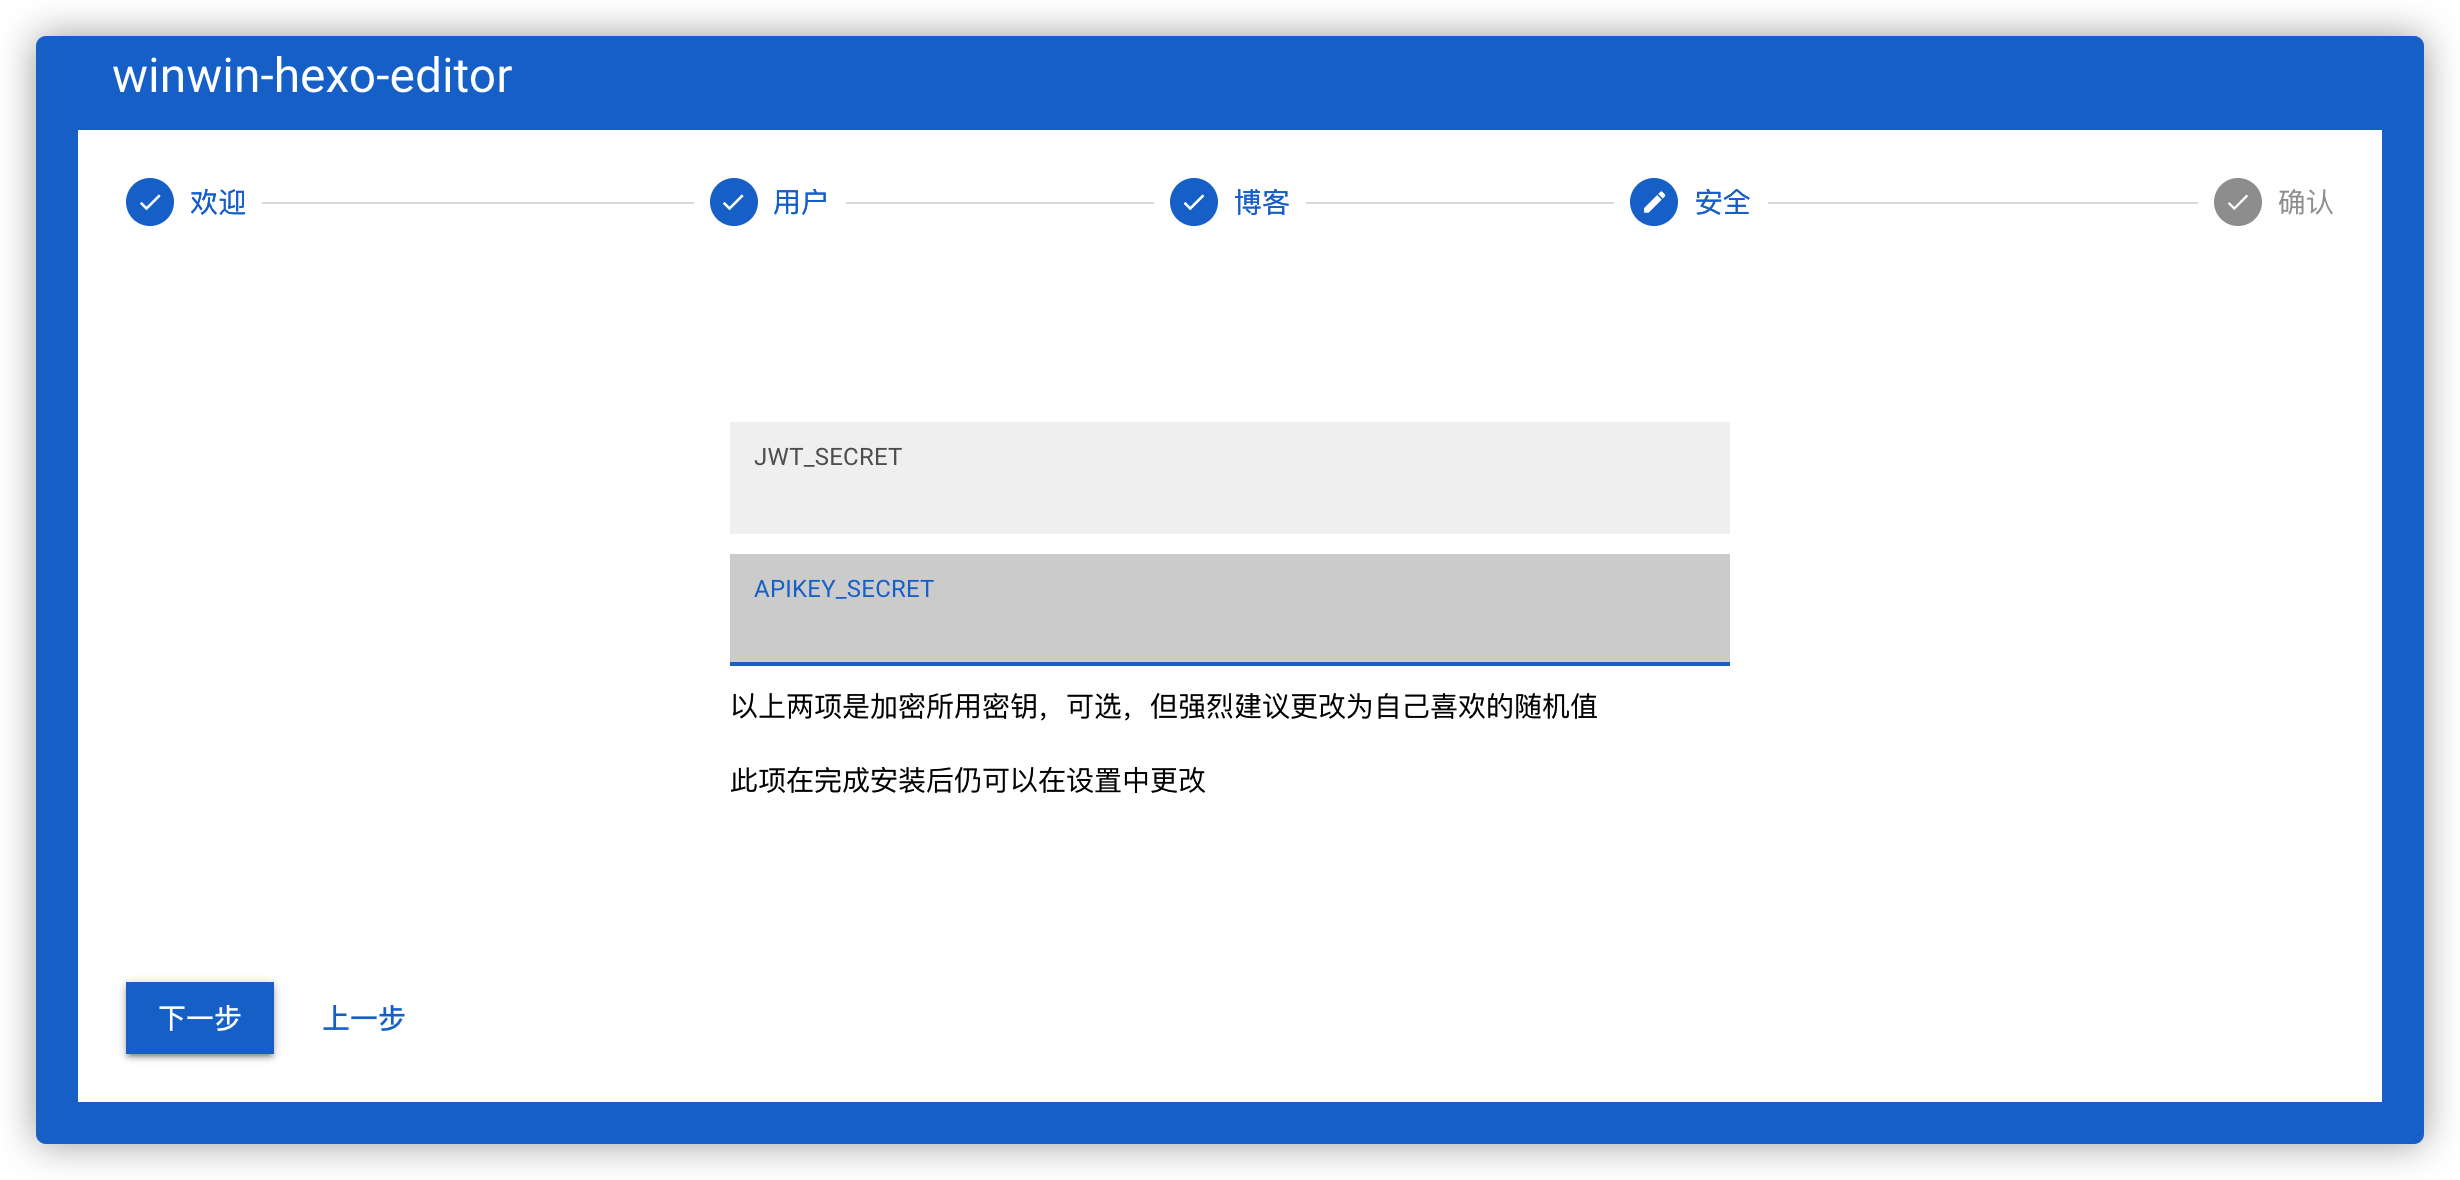 winwin-hexo-editor
欢迎
用户
博客
安全
确认
JWT_SECRET
APIKEY_SECRET
以上两项是加密所用密钥，可选，但强烈建议更改为自己喜欢的随机值
此项在完成安装后仍可以在设置中更改
下一步
上一步